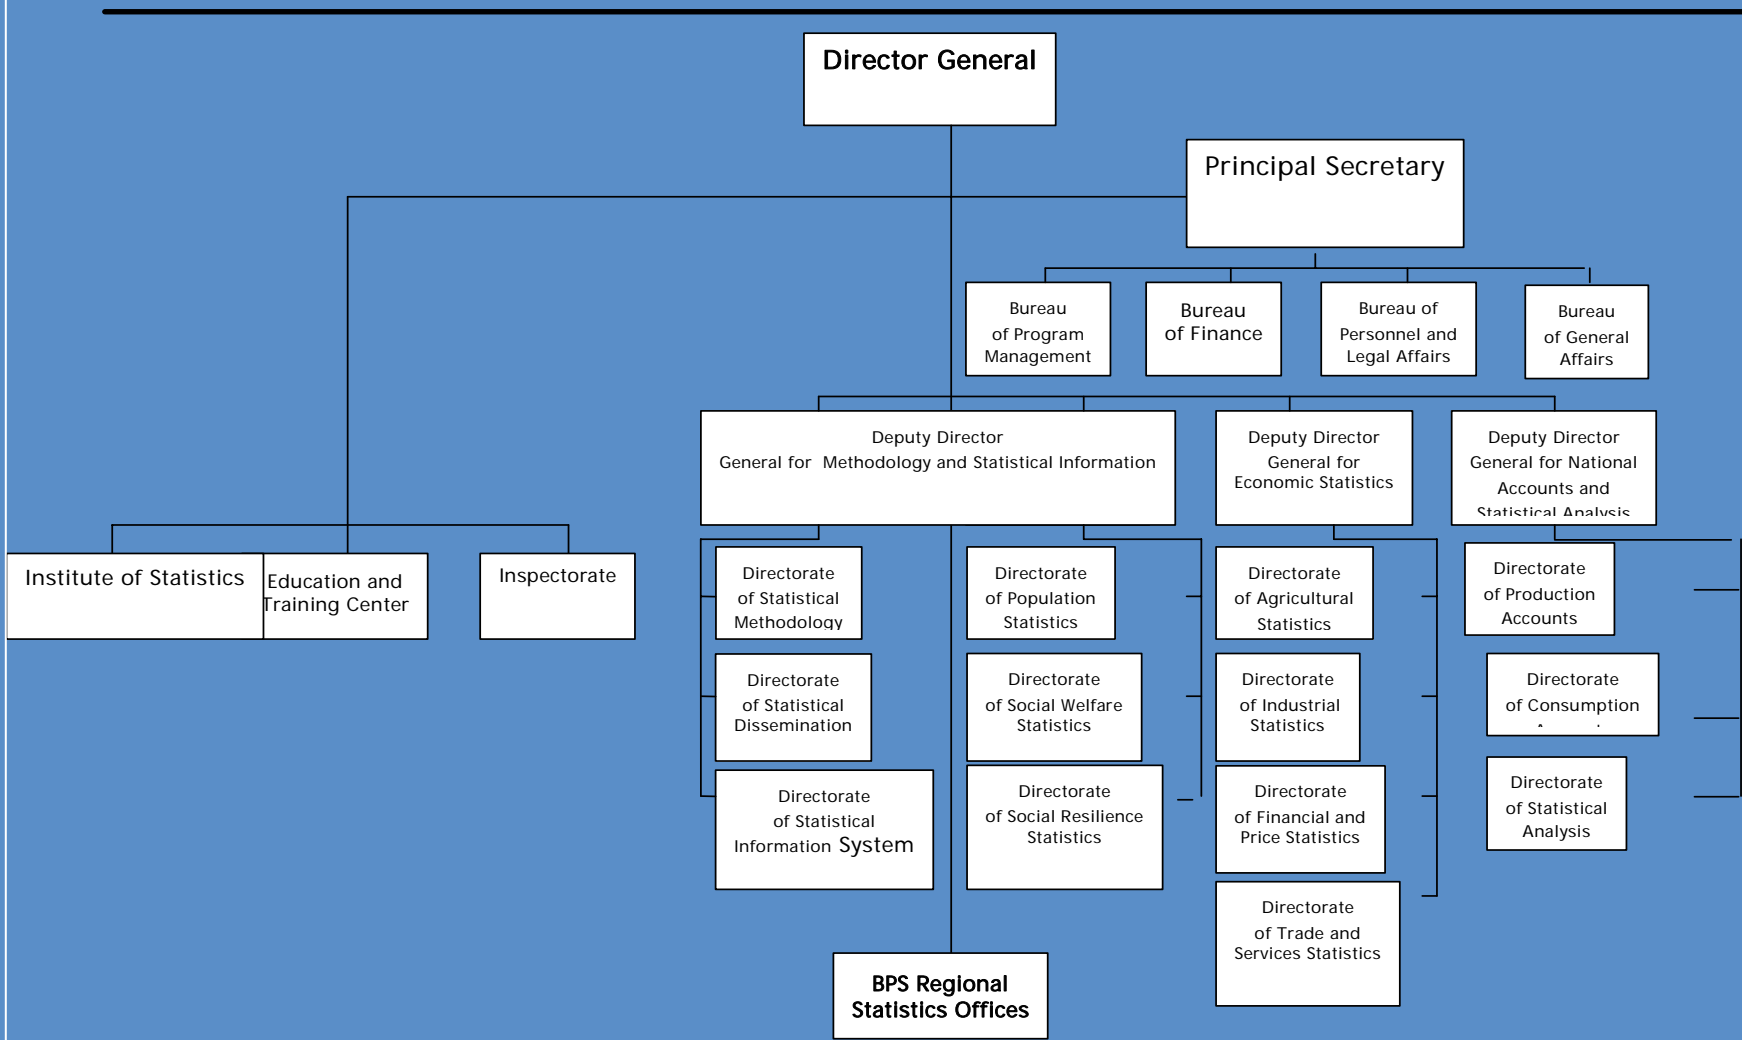 Director General
Principal Secretary
Bureau
of Program
Management
Bureau
of Finance
Bureau of
Personnel and
Legal Affairs
Bureau
of General
Affairs
Deputy Director
General for Methodology and Statistical Information
Deputy Director
General for
Economic Statistics
Deputy Director
General for National
Accounts and
Statistical Analysis
Institute of Statistics
Education and
Training Center
Inspectorate
Directorate
of Statistical
Methodology
Directorate
of Statistical
Dissemination
Directorate
of Statistical
Information System
Directorate
of Population
Statistics
Directorate
of Social Welfare
Statistics
Directorate
of Social Resilience
Statistics
Directorate
of Agricultural
Statistics
Directorate
of Industrial
Statistics
Directorate
of Financial and
Price Statistics
Directorate
of Trade and
Services Statistics
Directorate
of Production
Accounts
Directorate
of Consumption
Directorate
of Statistical
Analysis
BPS Regional
Statistics Offices